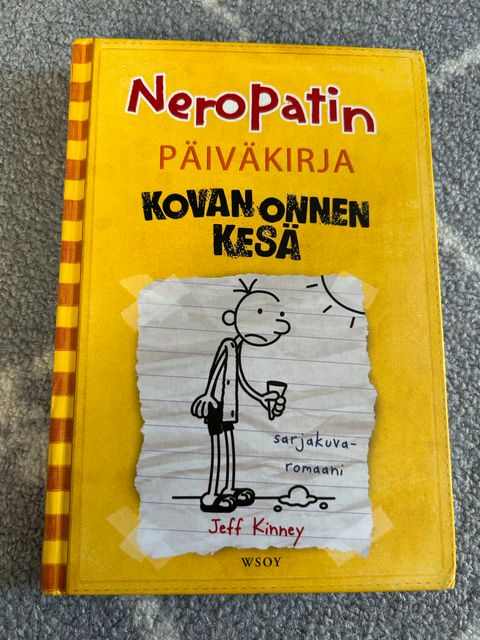 Neropatin
PÄIVÄKIRJA
KOVAN ONNEN
KESÄ
sarjakuva-
romaani
Jeff Kinney
WSOY